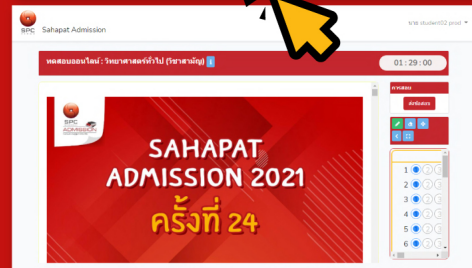 SPC
Sahapat Admission
นาย student02 prod
ทดสอบออนไลน์ : วิทยาศาสตร์ทั่วไป (วิชาสามัญ) i
01 : 29 : 00
การสอบ
ส่งข้อสอบ
SPC
ADMISSION
SAHAPAT
ADMISSION 2021
ครั้งที่ 24
1
2
3
4
5
6